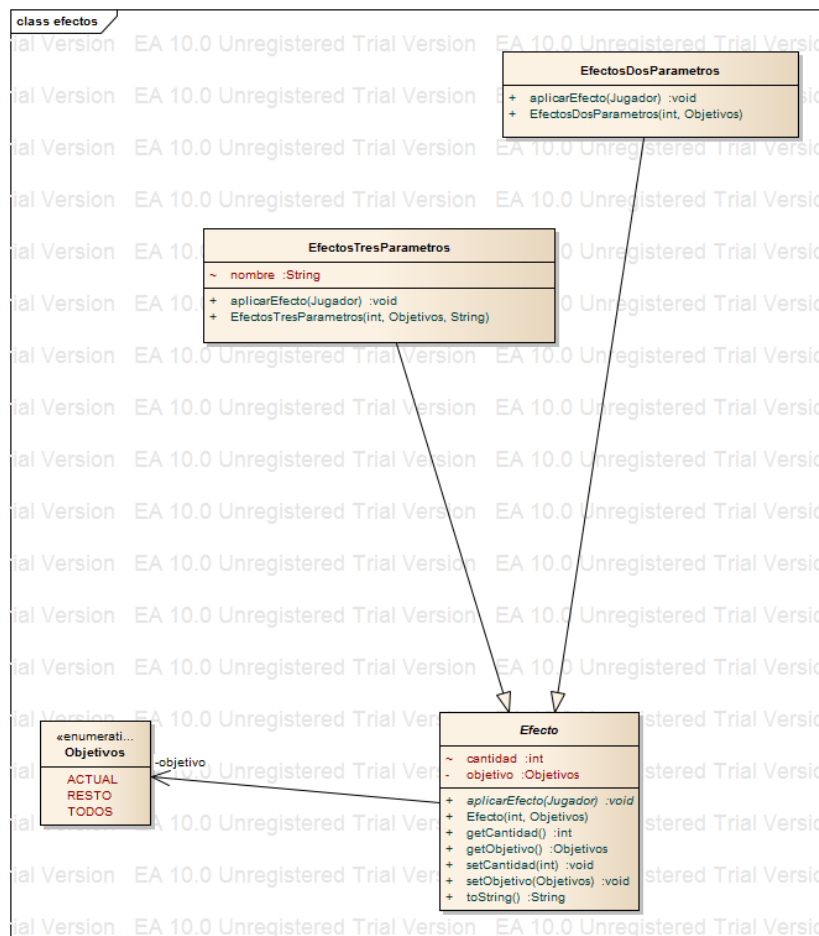 class efectos
EA 10.0 Unregistered Trial Version
EfectosDosParametros
+ aplicarEfecto(Jugador) :void
+ EfectosDosParametros(int, Objetivos)
EfectosTresParametros
~ nombre :String
+ aplicarEfecto(Jugador) :void
+ EfectosTresParametros(int, Objetivos, String)
«enumerati...
Objetivos
ACTUAL
RESTO
TODOS
-objetivo
Efecto
~ cantidad :int
- objetivo :Objetivos
+ aplicarEfecto(Jugador) :void
+ Efecto(int, Objetivos)
+ getCantidad() :int
+ getObjetivo() :Objetivos
+ setCantidad(int) :void
+ setObjetivo(Objetivos) :void
+ toString() :String